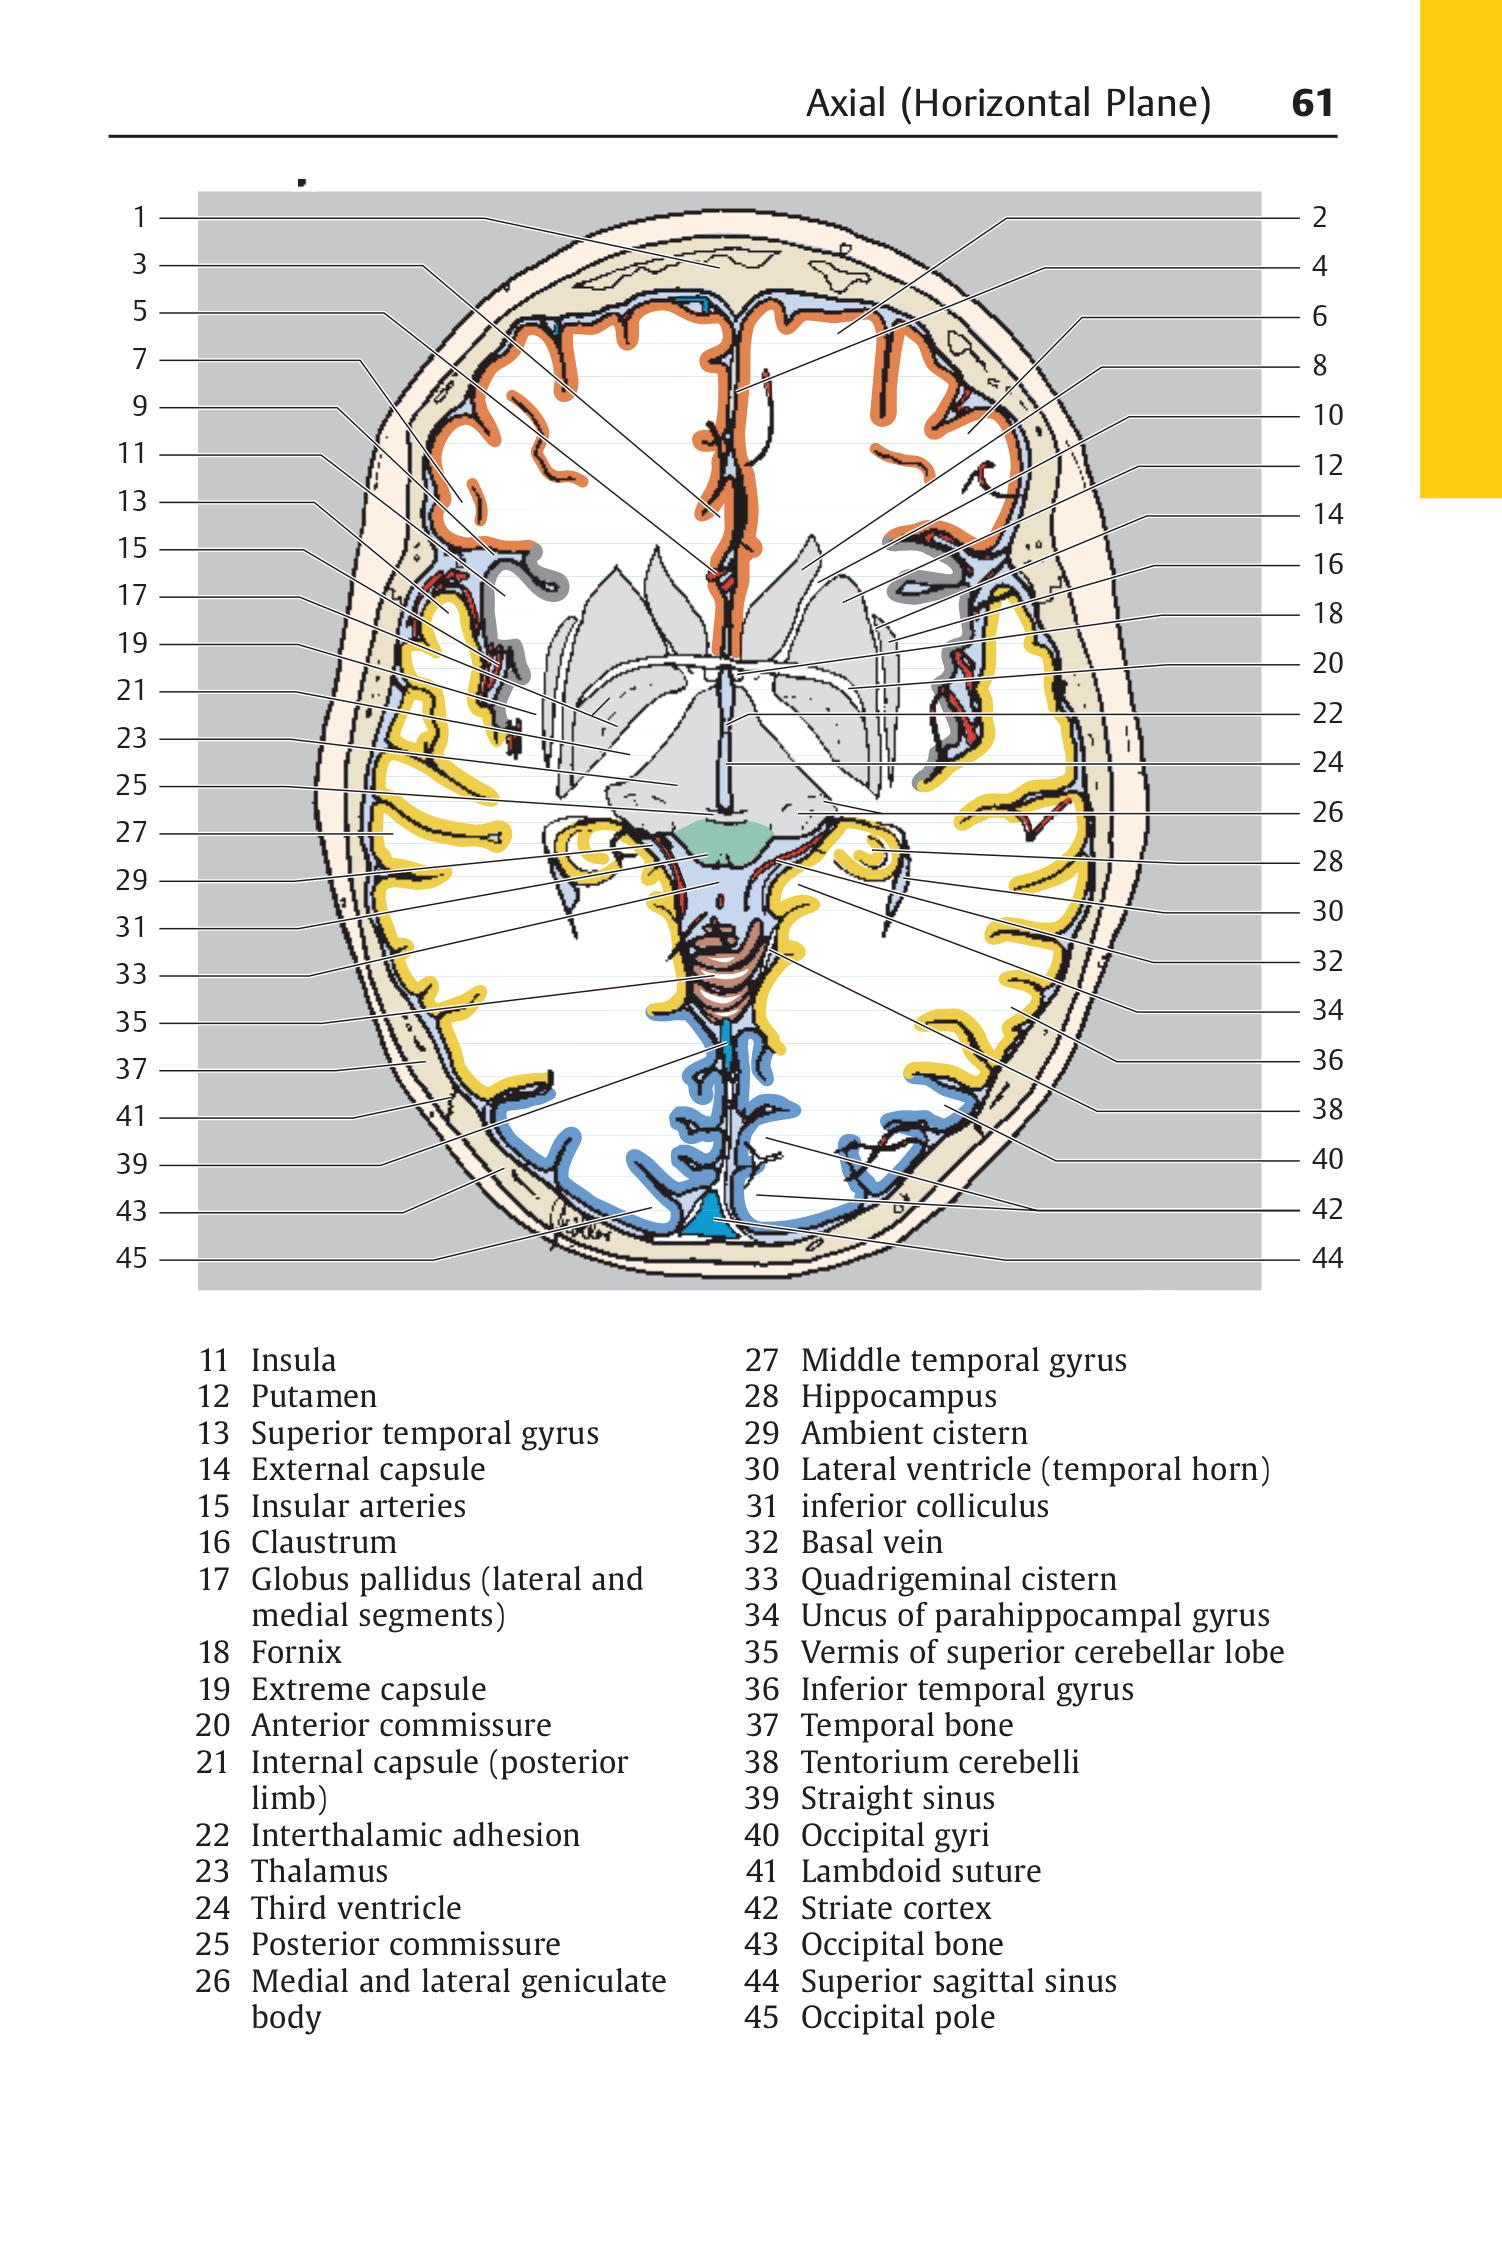 Axial (Horizontal Plane) 61
1
3
5
7
9
11
13
15
17
19
21
23
25
27
29
31
33
35
37
41
39
43
45
2
4
6
8
10
12
14
16
18
20
22
24
26
28
30
32
34
36
38
40
42
44
11 Insula
12 Putamen
13 Superior temporal gyrus
14 External capsule
15 Insular arteries
16 Claustrum
17 Globus pallidus (lateral and
medial segments)
18 Fornix
19 Extreme capsule
20 Anterior commissure
21 Internal capsule (posterior
limb)
22 Interthalamic adhesion
23 Thalamus
24 Third ventricle
25 Posterior commissure
26 Medial and lateral geniculate
body
27 Middle temporal gyrus
28 Hippocampus
29 Ambient cistern
30 Lateral ventricle (temporal horn)
31 inferior colliculus
32 Basal vein
33 Quadrigeminal cistern
34 Uncus of parahippocampal gyrus
35 Vermis of superior cerebellar lobe
36 Inferior temporal gyrus
37 Temporal bone
38 Tentorium cerebelli
39 Straight sinus
40 Occipital gyri
41 Lambdoid suture
42 Striate cortex
43 Occipital bone
44 Superior sagittal sinus
45 Occipital pole